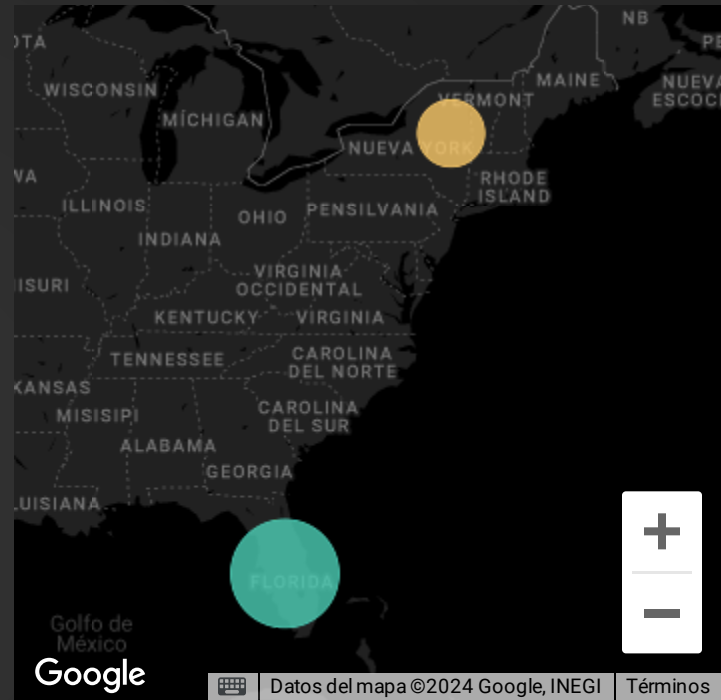 NB
OTA
PE
WISCONSIN
MAINE
NUEVA
ESCOCI
VERMONT
MÍCHIGAN
NUEVA YORK
WA
RHODE
ISLAND
ILLINOIS
OHIO
PENSILVANIA
INDIANA
VIRGINIA
OCCIDENTAL
ISURI
KENTUCKY
VIRGINIA
TENNESSEE
CAROLINA
DEL NORTE
KANSAS
MISISIPI
CAROLINA
DEL SUR
ALABAMA
GEORGIA
LUISIANA
FLORIDA
Golfo de
México
Google
Datos del mapa ©2024 Google, INEGI
Términos